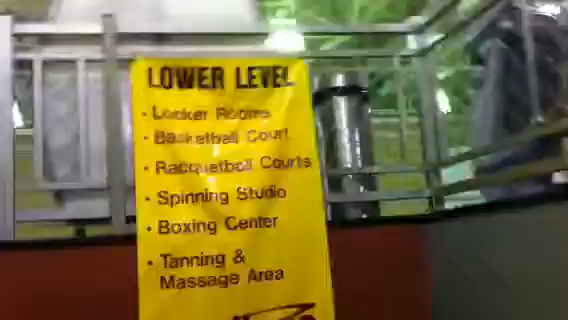 LOWER LEVEL
• Locker Rooms
• Basketball Court
• Racquetball Courts
• Spinning Studio
• Boxing Center
• Tanning &
Massage Area